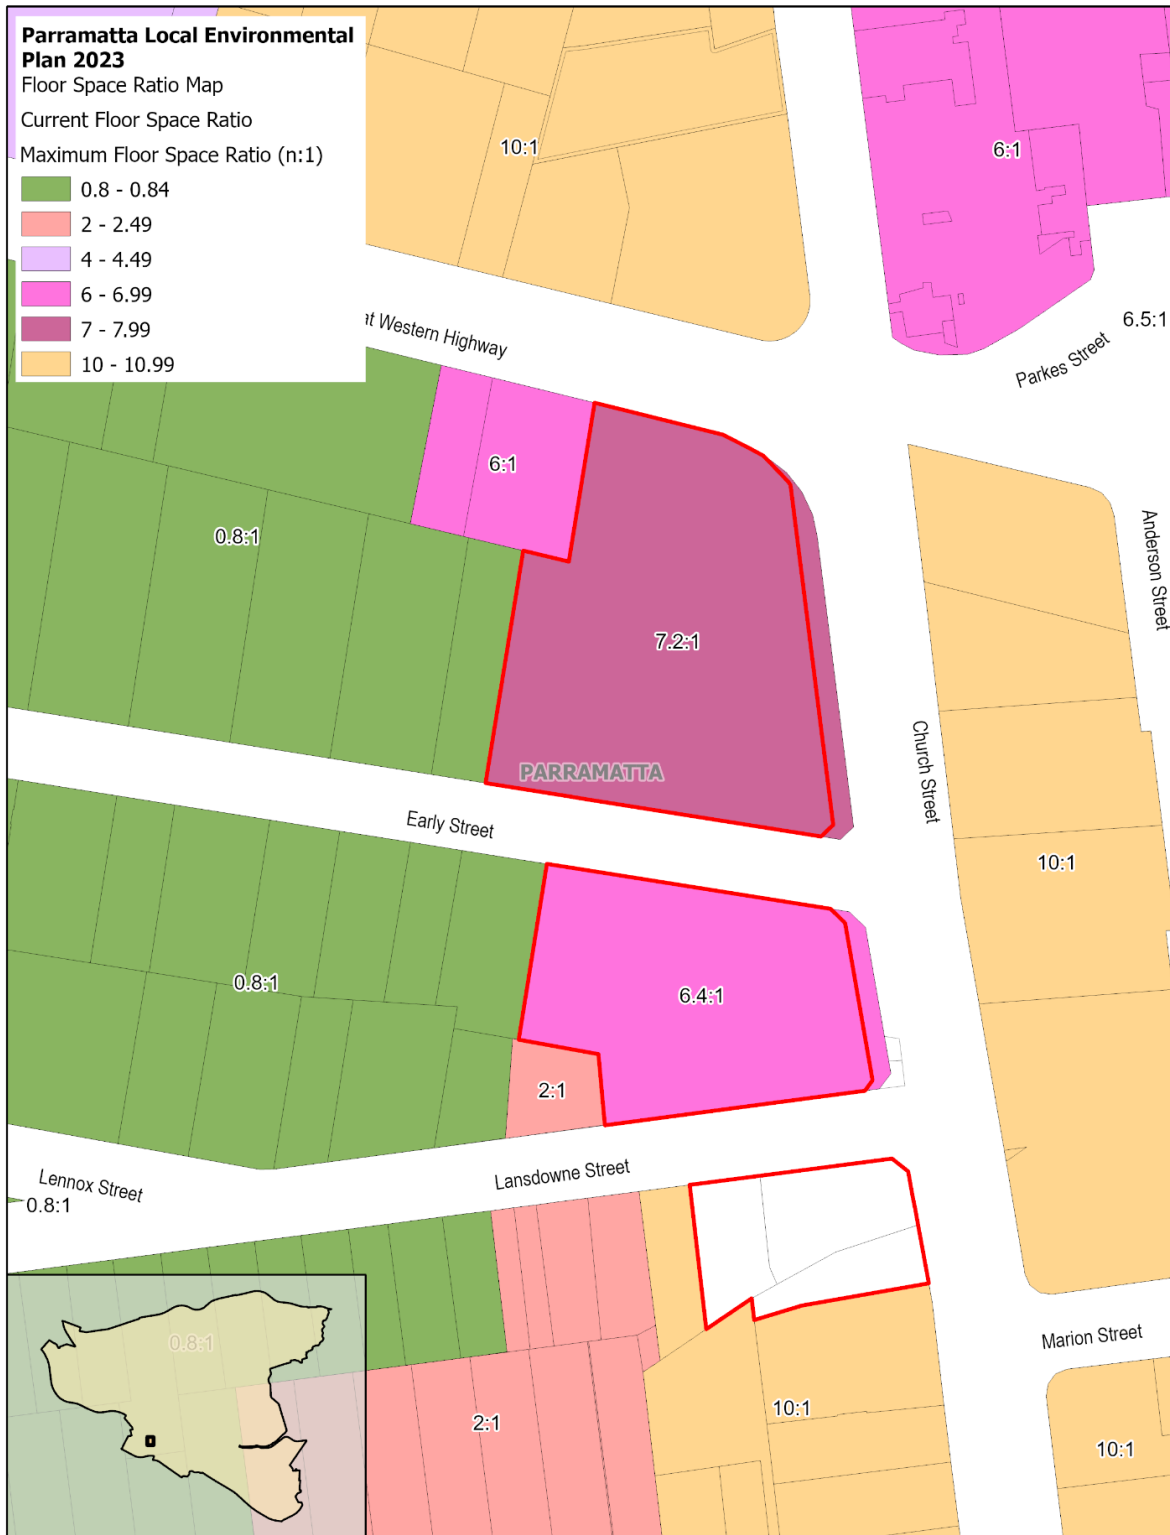 Parramatta Local Environmental
Plan 2023
Floor Space Ratio Map
Current Floor Space Ratio
Maximum Floor Space Ratio (n:1)
0.8 - 0.84
2 - 2.49
4 - 4.49
6 - 6.99
7 - 7.99
10 - 10.99
10:1
6:1
6.5:1
Western Highway
Parkes Street
6:1
0.8:1
Anderson Street
7.2:1
Church Street
PARRAMATTA
Early Street
10:1
0.8:1
6.4:1
2:1
Lansdowne Street
Lennox Street
0.8:1
Marion Street
0.8:1
10:1
2:1
10:1